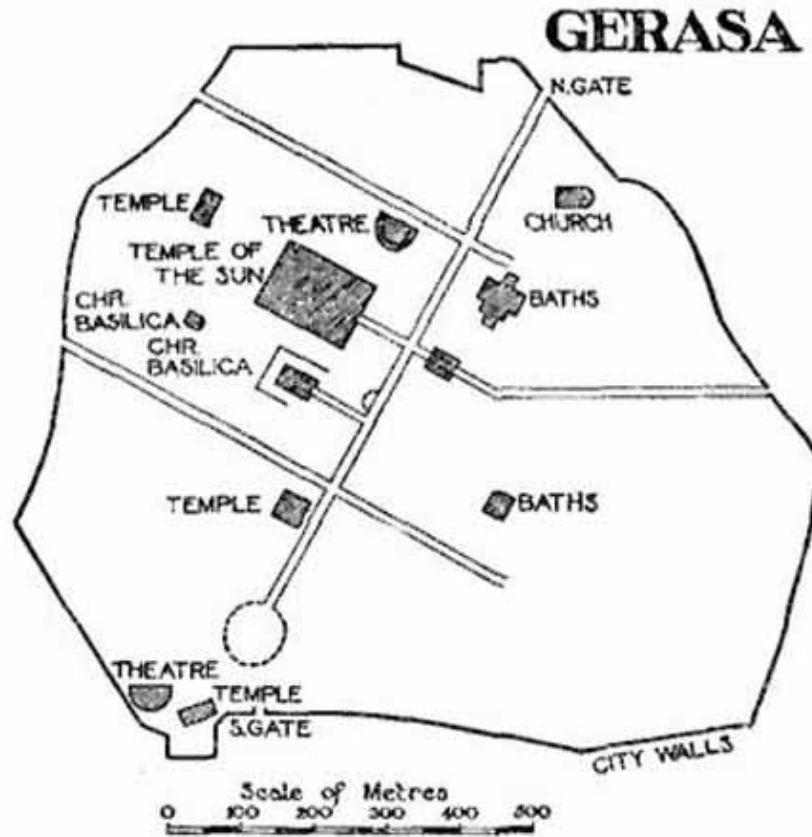 GERASA
N. GATE
TEMPLE
THEATRE
CHURCH
TEMPLE OF
THE SUN
CHR.
BASILICA
BATHS
CHR.
BASILICA
TEMPLE
BATHS
THEATRE
TEMPLE
S. GATE
CITY WALLS
Scale of Metres
0 100 200 300 400 500